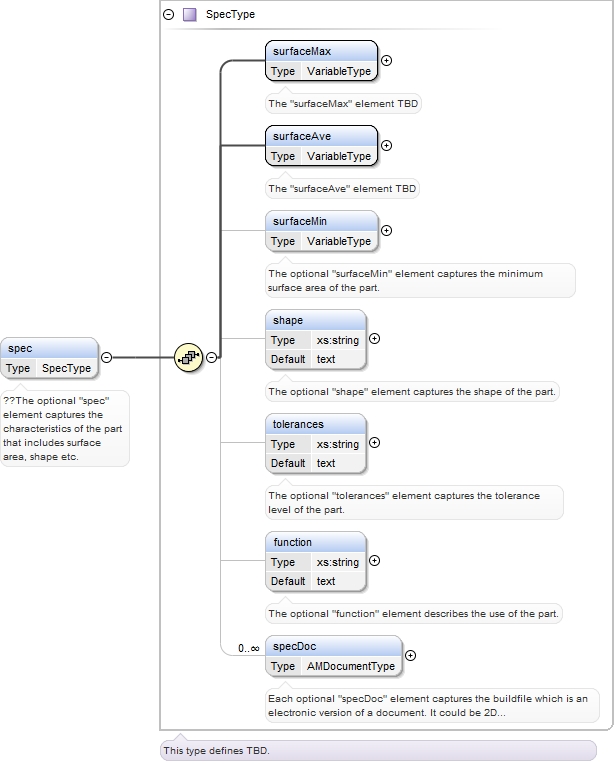 SpecType
surfaceMax
Type VariableType
The "surfaceMax" element TBD
surfaceAve
Type VariableType
The "surfaceAve" element TBD
surfaceMin
Type VariableType
The optional "surfaceMin" element captures the minimum
surface area of the part.
shape
Type xs:string
Default text
The optional "shape" element captures the shape of the part.
spec
Type SpecType
??The optional "spec"
element captures the
characteristics of the part
that includes surface
area, shape etc.
tolerances
Type xs:string
Default text
The optional "tolerances" element captures the tolerance
level of the part.
function
Type xs:string
Default text
The optional "function" element describes the use of the part.
0..∞
specDoc
Type AMDocumentType
Each optional "specDoc" element captures the buildfile which is an
electronic version of a document. It could be 2D...
This type defines TBD.